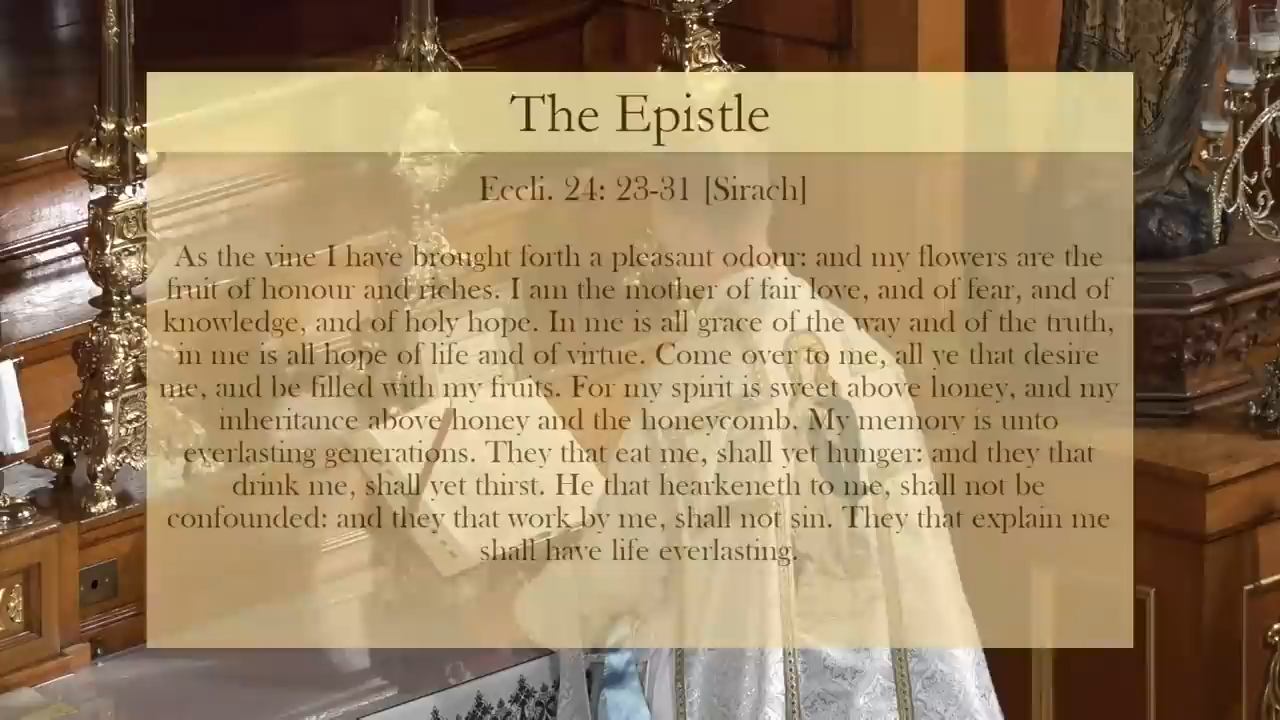 The Epistle
Eccli. 24: 23-31 [Sirach]
As the vine I have brought forth a pleasant odour: and my flowers are the
fruit of honour and riches. I am the mother of fair love, and of fear, and of
knowledge, and of holy hope. In me is all grace of the way and of the truth,
in me is all hope of life and of virtue. Come over to me, all ye that desire
me, and be filled with my fruits. For my spirit is sweet above honey, and my
inheritance above honey and the honeycomb. My memory is unto
everlasting generations. They that eat me, shall yet hunger: and they that
drink me, shall yet thirst. He that hearkeneth to me, shall not be
confounded: and they that work by me, shall not sin. They that explain me
shall have life everlasting.